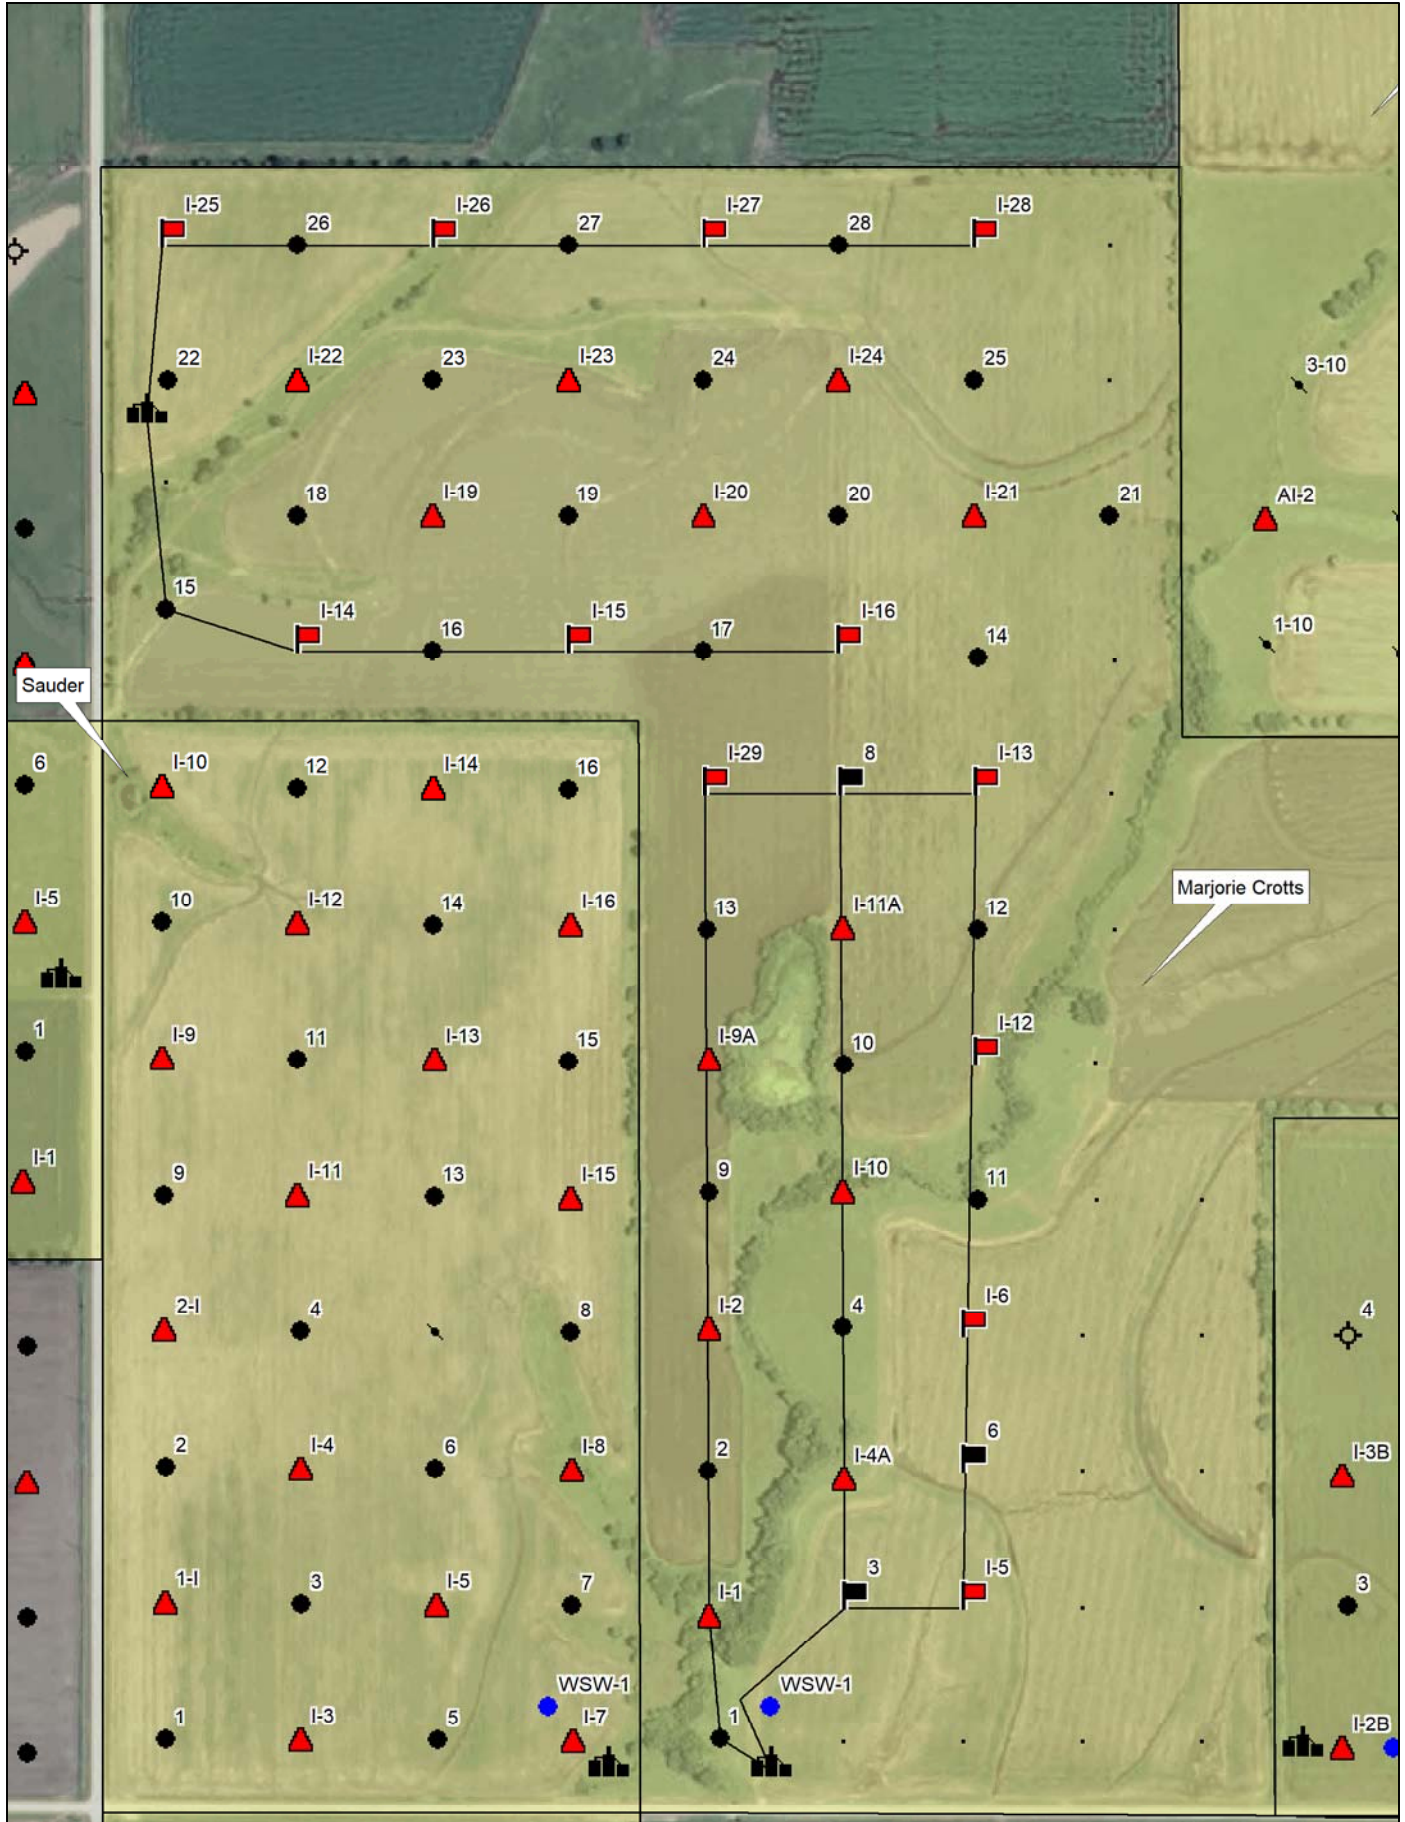 I-25
I-26
I-27
I-28
26
27
28
22
I-22
23
I-23
24
I-24
25
3-10
18
I-19
19
I-20
20
I-21
21
AI-2
15
I-14
16
I-15
17
I-16
14
1-10
Sauder
6
I-10
12
I-14
16
I-29
8
I-13
I-5
10
I-12
14
I-16
13
I-11A
12
Marjorie Crotts
1
I-9
11
I-13
15
I-9A
10
I-12
I-1
9
I-11
13
I-15
9
I-10
11
2-I
4
8
I-2
4
I-6
4
2
I-4
6
I-8
2
I-4A
6
I-3B
1-I
3
I-5
7
I-1
3
I-5
3
WSW-1
WSW-1
1
I-3
5
I-7
1
I-2B